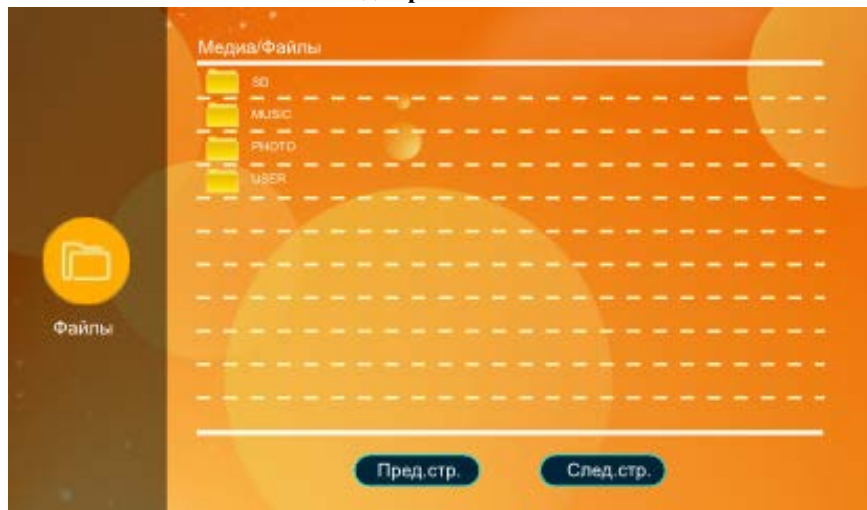 Медиа/Файлы
SD
MUSIC
PHOTO
USER
Файлы
Пред.стр.
След.стр.